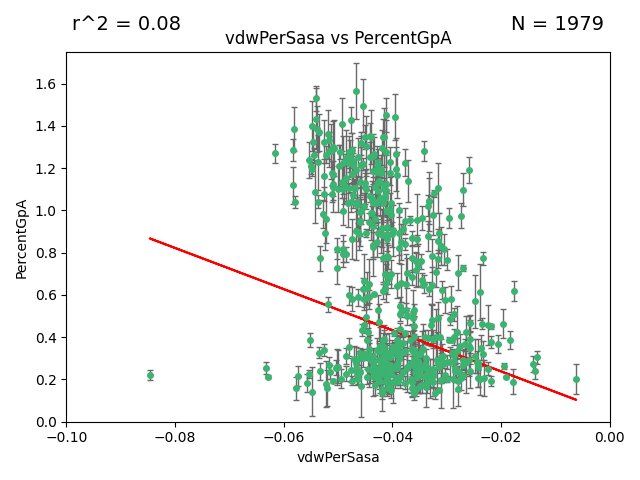 r^2 = 0.08
N = 1979
vdwPerSasa vs PercentGpA
PercentGpA
1.6
1.4
1.2
1.0
0.8
0.6
0.4
0.2
0.0
−0.10 −0.08 −0.06 −0.04 −0.02 0.00
vdwPerSasa